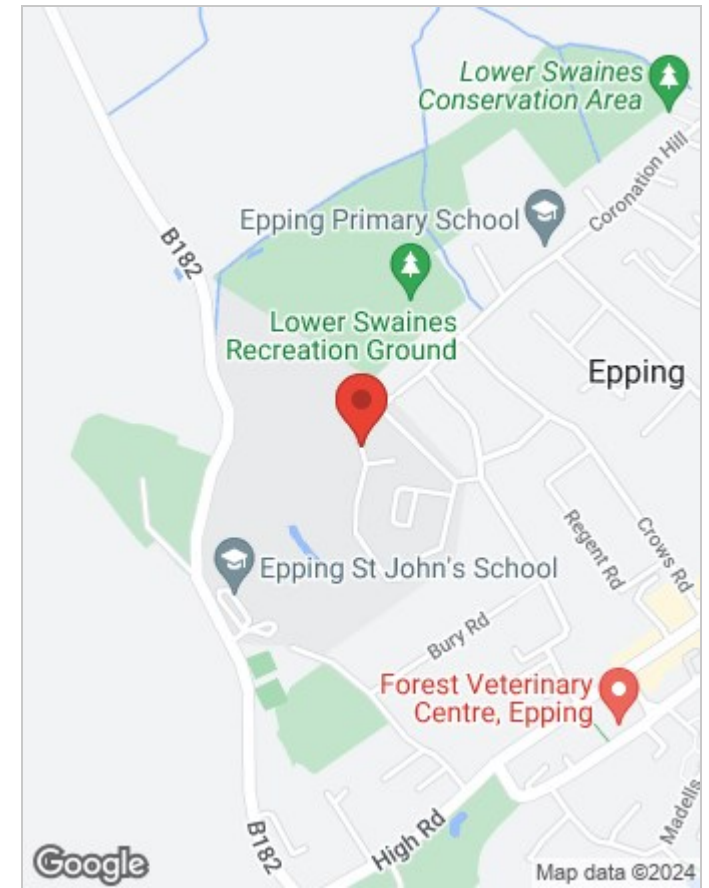 Lower Swaines
Conservation Area
Coronation Hill
Epping Primary School
B182
Lower Swaines
Recreation Ground
Epping
Regent Rd
Crows Rd
Epping St John's School
Bury Rd
Forest Veterinary
Centre, Epping
Madells
High Rd
B182
Google
Map data ©2024